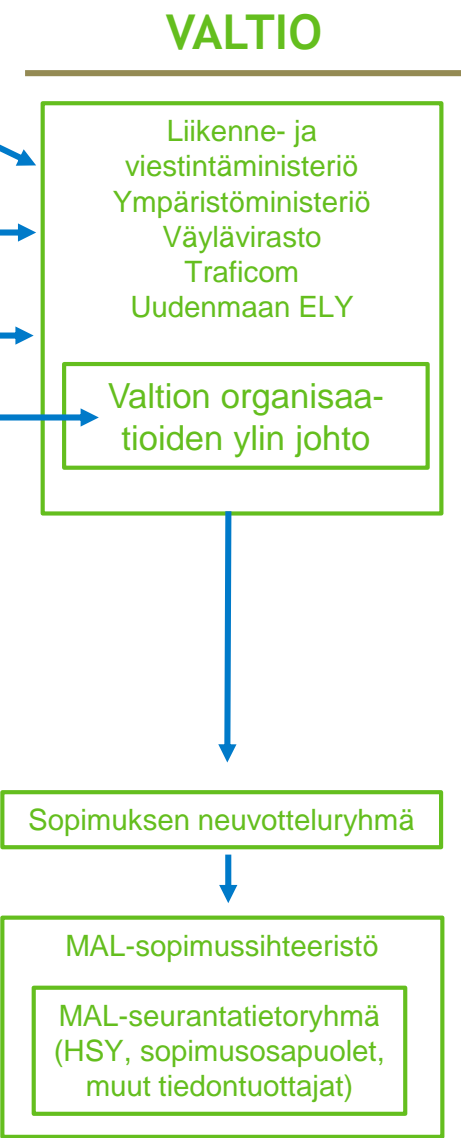 VALTIO
Liikenne- ja
viestintäministeriö
Ympäristöministeriö
Väylävirasto
Traficom
Uudenmaan ELY
Valtion organisaa-
tioiden ylin johto
Sopimuksen neuvotteluryhmä
MAL-sopimussihteeristö
MAL-seurantatietoryhmä
(HSY, sopimusosapuolet,
muut tiedontuottajat)